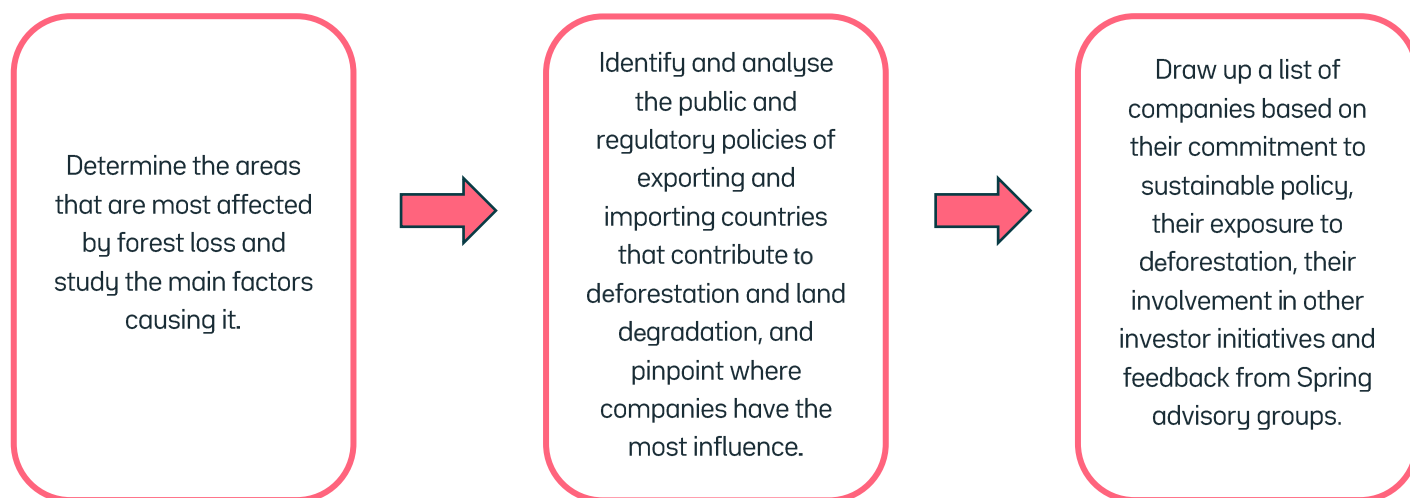 Determine the areas
that are most affected
by forest loss and
study the main factors
causing it.
Identify and analyse
the public and
regulatory policies of
exporting and
importing countries
that contribute to
deforestation and land
degradation, and
pinpoint where
companies have the
most influence.
Draw up a list of
companies based on
their commitment to
sustainable policy,
their exposure to
deforestation, their
involvement in other
investor initiatives and
feedback from Spring
advisory groups.